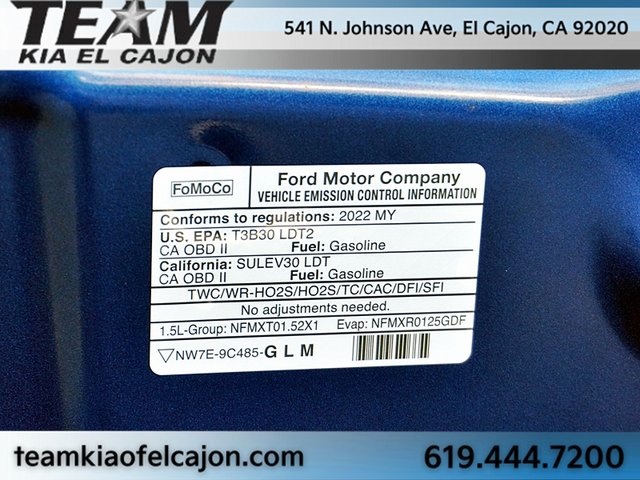 TEAM
KIA EL CAJON
541 N. Johnson Ave, El Cajon, CA 92020
FoMoCo
Ford Motor Company
VEHICLE EMISSION CONTROL INFORMATION
Conforms to regulations: 2022 MY
U.S. EPA: T3B30 LDT2
CA OBD II Fuel: Gasoline
California: SULEV30 LDT
CA OBD II Fuel: Gasoline
TWC/WR-HO2S/HO2S/TC/CAC/DFI/SFI
No adjustments needed.
1.5L-Group: NFMXT01.52X1 Evap: NFMXR0125GDF
NW7E-9C485-GLM
teamkiaofelcajon.com
619.444.7200